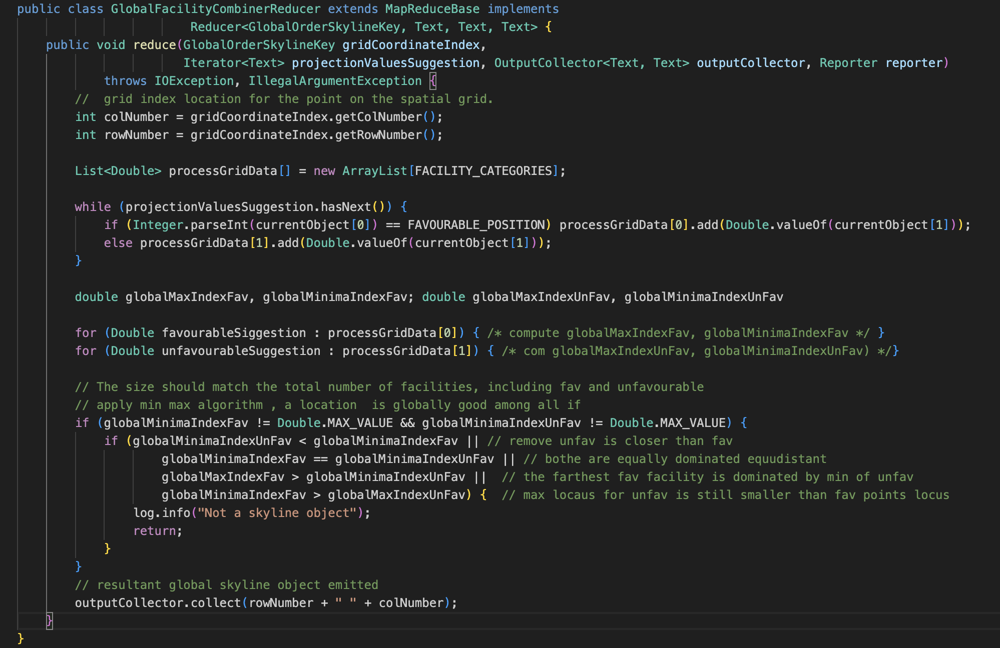 public class GlobalFacilityCombinerReducer extends MapReduceBase implements
Reducer<GlobalOrderSkylineKey, Text, Text, Text> {
public void reduce(GlobalOrderSkylineKey gridCoordinateIndex,
Iterator<Text> projectionValuesSuggestion, OutputCollector<Text, Text> outputCollector, Reporter reporter)
throws IOException, IllegalArgumentException {
//  grid index location for the point on the spatial grid.
int colNumber = gridCoordinateIndex.getColNumber();
int rowNumber = gridCoordinateIndex.getRowNumber();
List<Double> processGridData[] = new ArrayList[FACILITY_CATEGORIES];
while (projectionValuesSuggestion.hasNext()) {
if (Integer.parseInt(currentObject[0]) == FAVOURABLE_POSITION) processGridData[0].add(Double.valueOf(currentObject[1]));
else processGridData[1].add(Double.valueOf(currentObject[1]));
}
double globalMaxIndexFav, globalMinimaIndexFav; double globalMaxIndexUnFav, globalMinimaIndexUnFav
for (Double favourableSiggestion : processGridData[0]) { /* compute globalMaxIndexFav, globalMinimaIndexFav */ }
for (Double unfavourableSuggestion : processGridData[1]) { /* com globalMaxIndexUnFav, globalMinimaIndexUnFav) */}
// The size should match the total number of facilities, including fav and unfavourable
// apply min max algorithm , a location  is globally good among all if
if (globalMinimaIndexFav != Double.MAX_VALUE && globalMinimaIndexUnFav != Double.MAX_VALUE) {
if (globalMinimaIndexUnFav < globalMinimaIndexFav || // remove unfav is closer than fav
globalMinimaIndexFav == globalMinimaIndexUnFav || // bothe are equally dominated equudistant
globalMaxIndexFav > globalMinimaIndexUnFav ||  // the farthest fav facility is dominated by min of unfav
globalMinimaIndexFav > globalMaxIndexUnFav) {  // max locaus for unfav is still smaller than fav points locus
log.info("Not a skyline object");
return;
}
}
// resultant global skyline object emitted
outputCollector.collect(rowNumber + " " + colNumber);
}
}